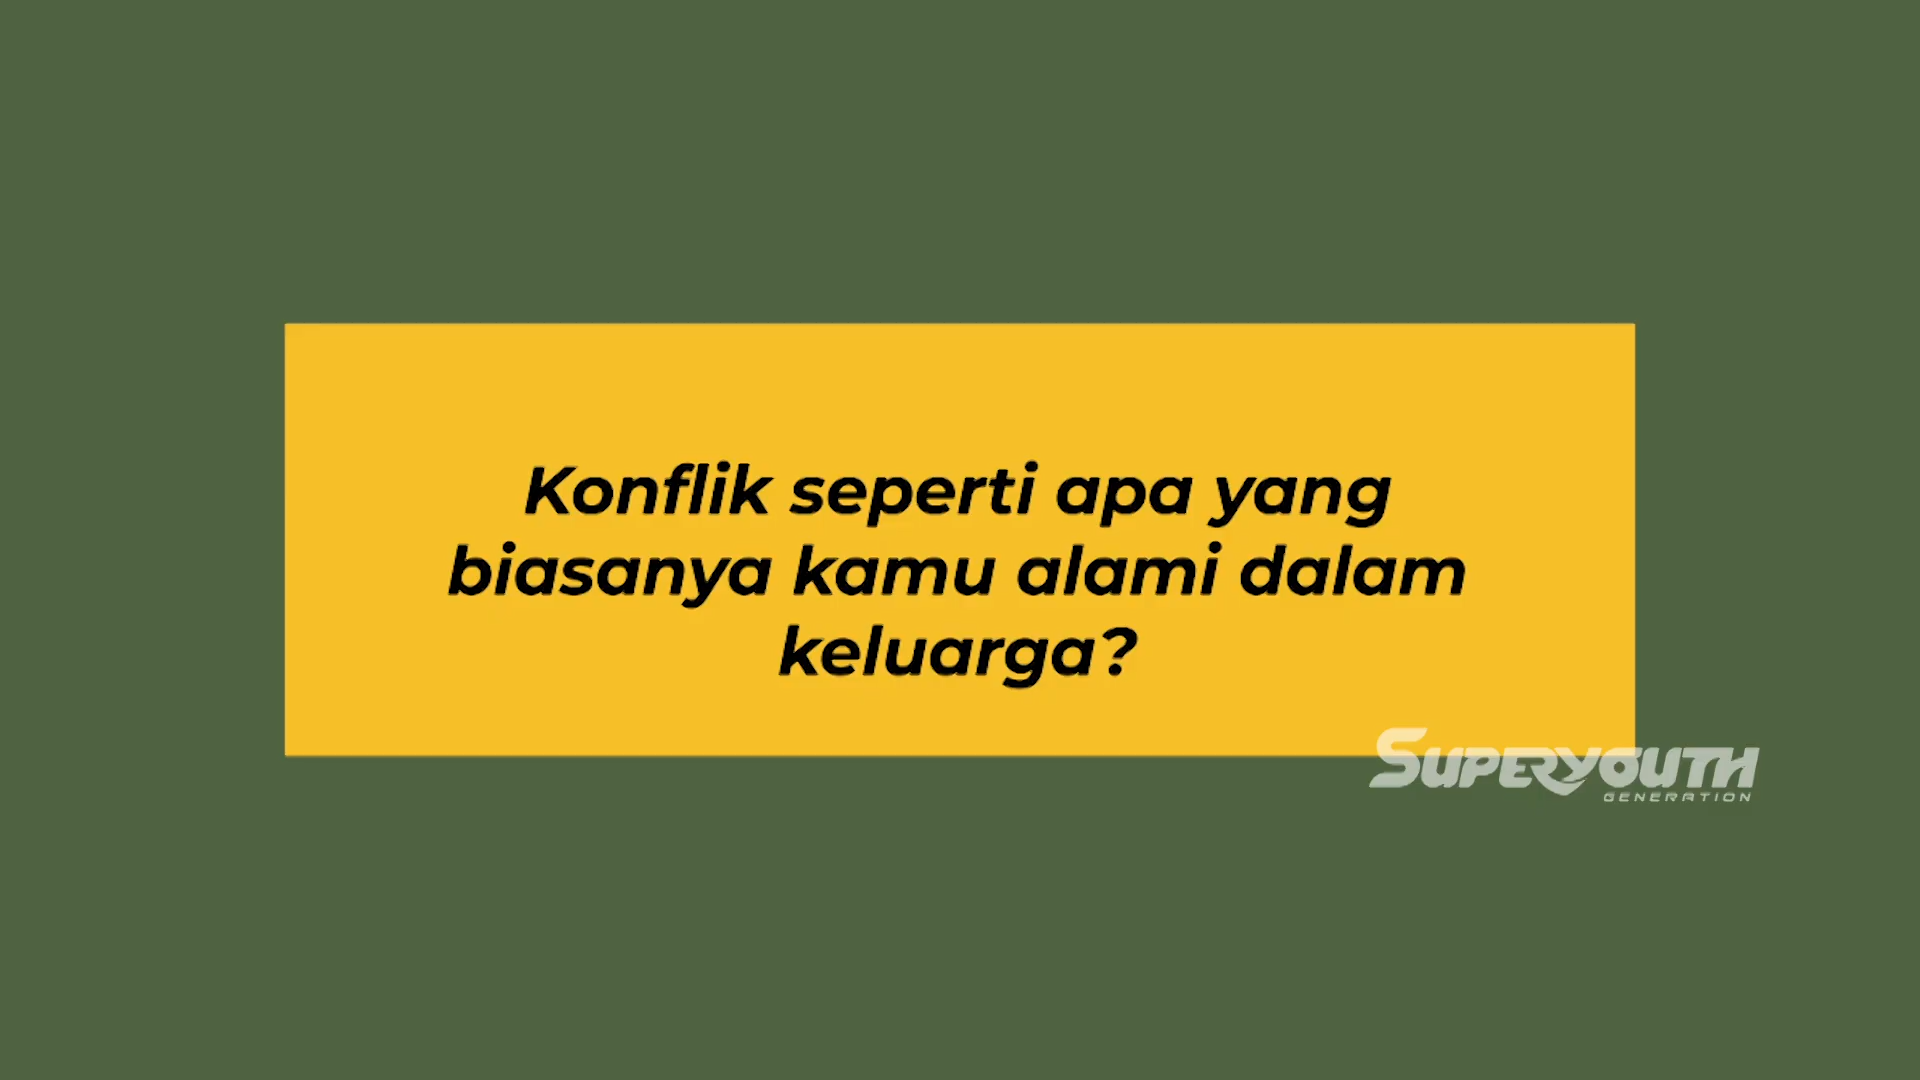 Konflik seperti apa yang
biasanya kamu alami dalam
keluarga?
SUPERYOUTH
GENERATION